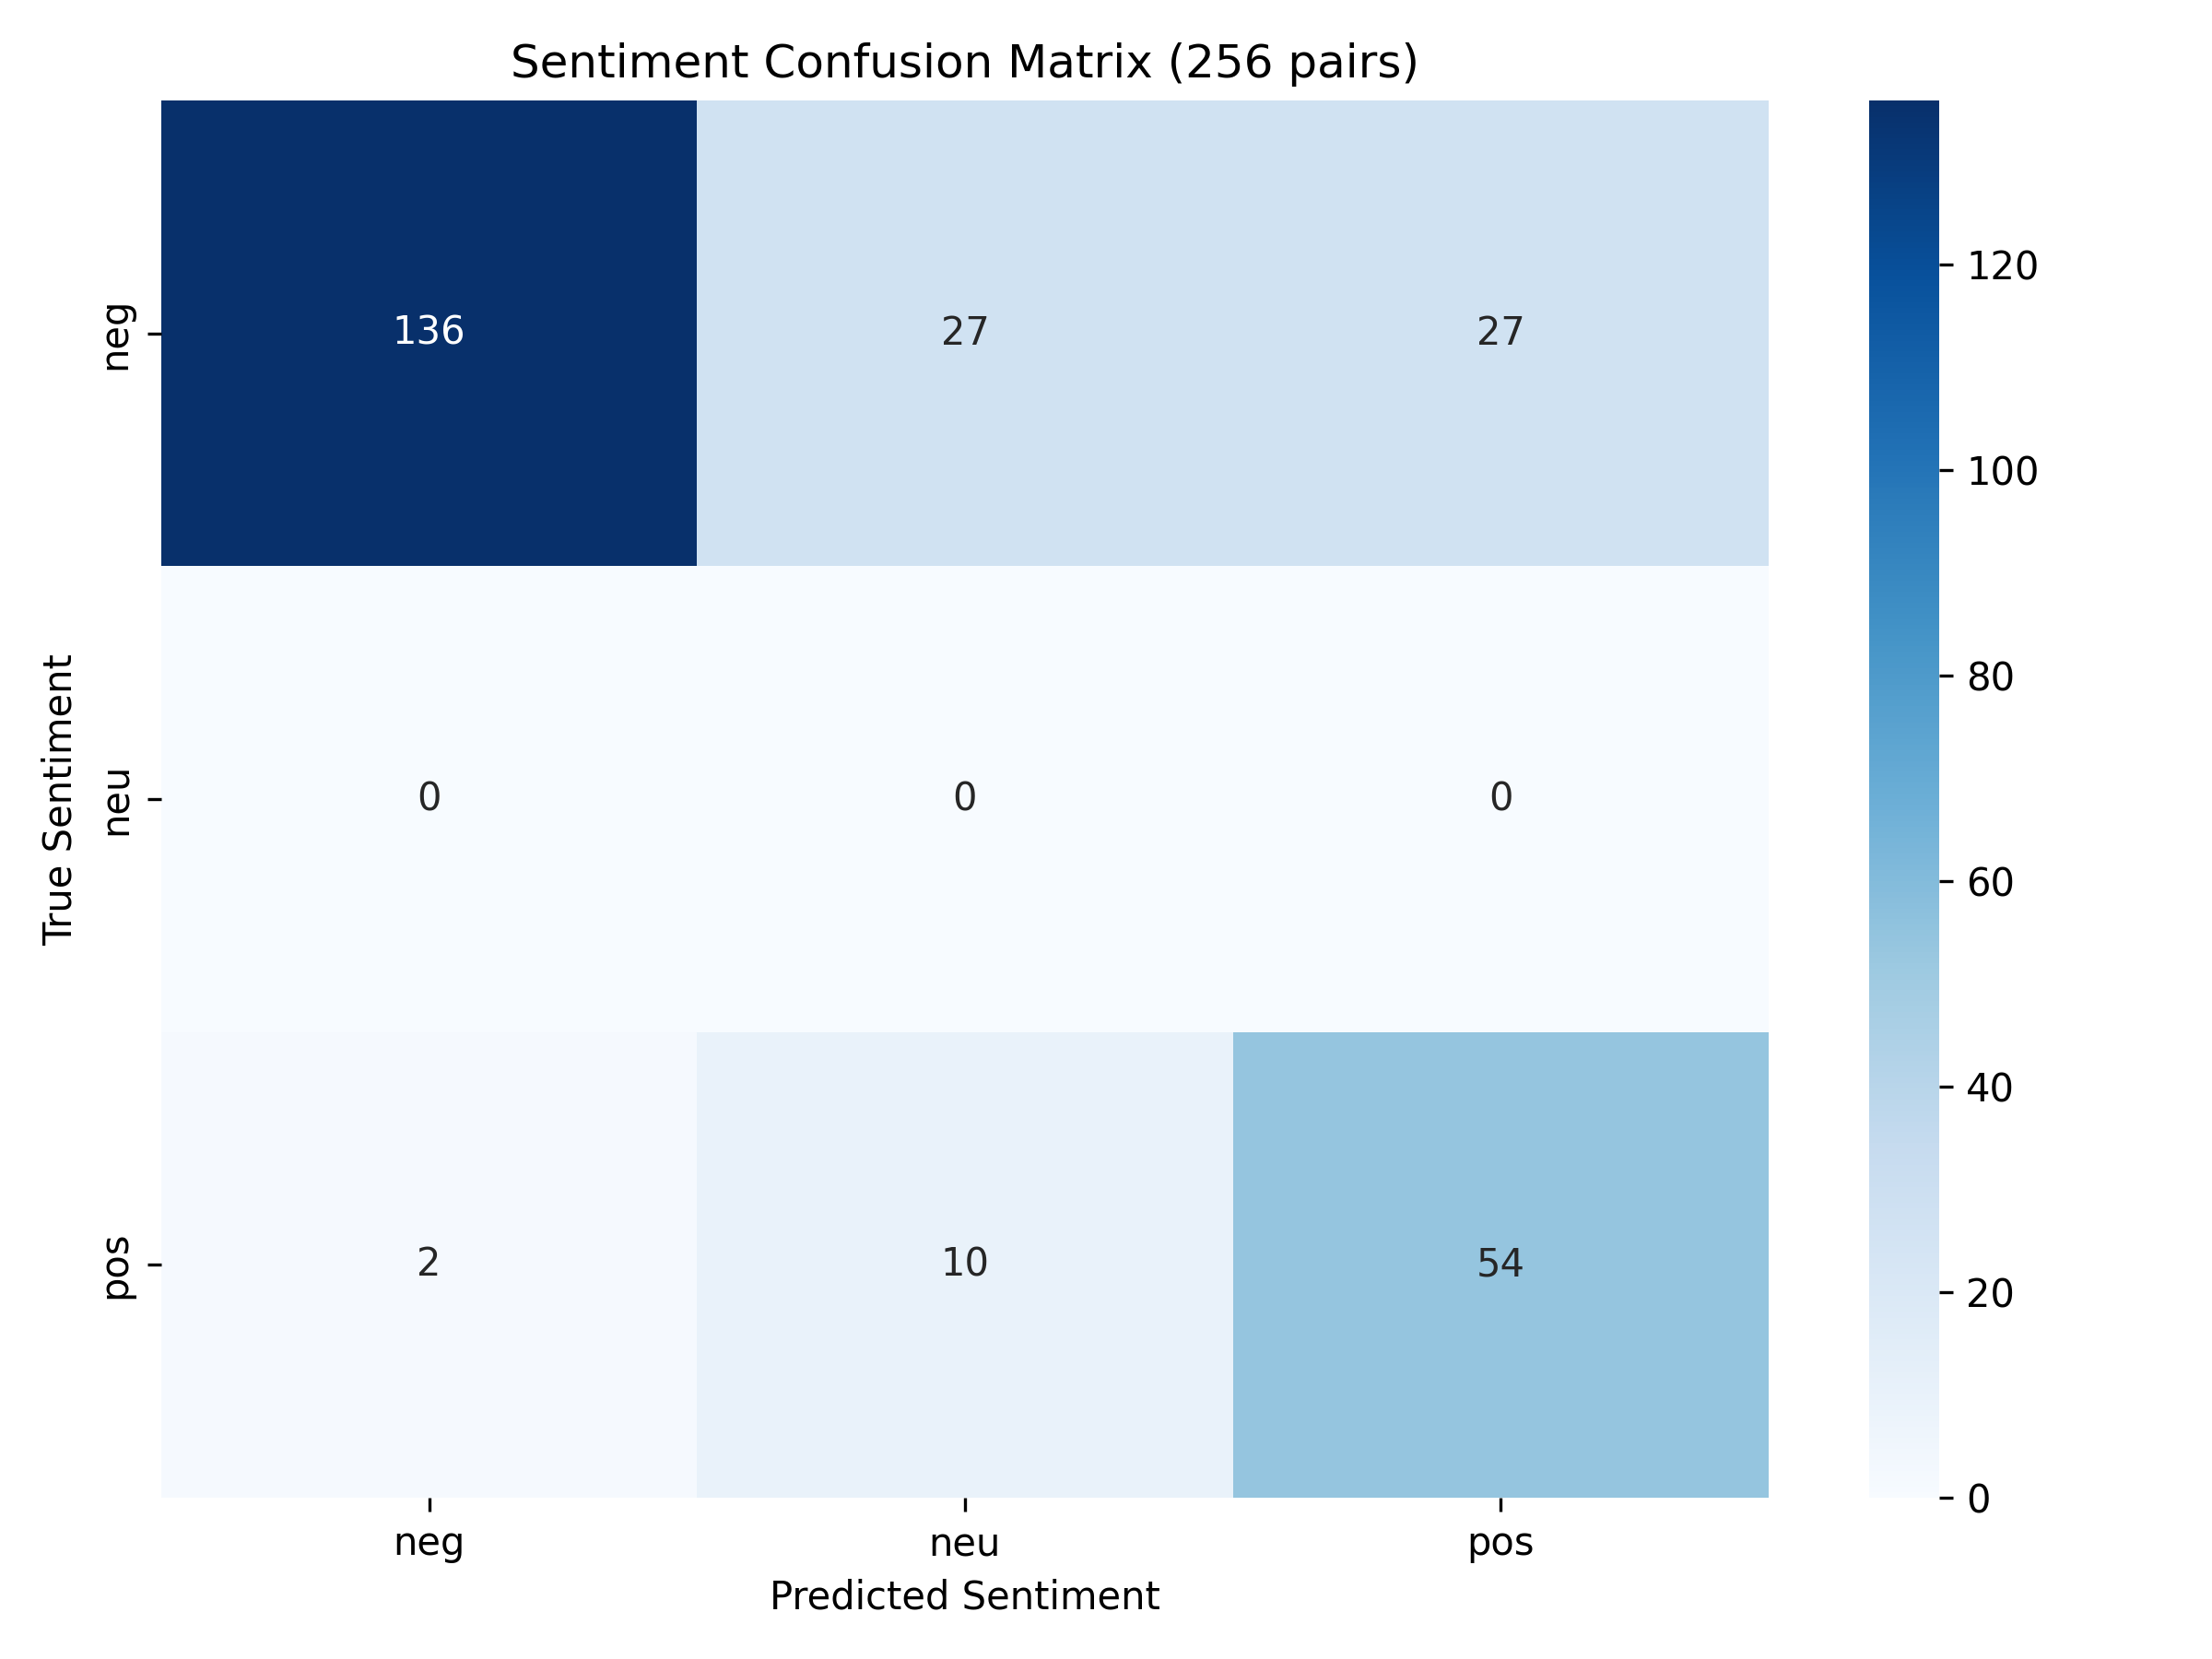 Sentiment Confusion Matrix (256 pairs)
neg 136 27 27
neu 0 0 0
pos 2 10 54
neg neu pos
Predicted Sentiment
True Sentiment
120
100
80
60
40
20
0